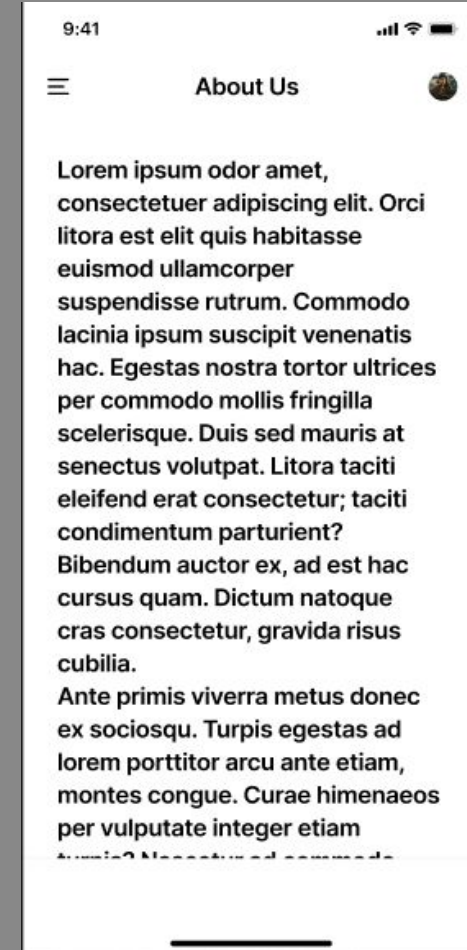 9:41
About Us
Lorem ipsum odor amet,
consectetuer adipiscing elit. Orci
litora est elit quis habitasse
euismod ullamcorper
suspendisse rutrum. Commodo
lacinia ipsum suscipit venenatis
hac. Egestas nostra tortor ultrices
per commodo mollis fringilla
scelerisque. Duis sed mauris at
senectus volutpat. Litora taciti
eleifend erat consectetur; taciti
condimentum parturient?
Bibendum auctor ex, ad est hac
cursus quam. Dictum natoque
cras consectetur, gravida risus
cubilia.
Ante primis viverra metus donec
ex sociosqu. Turpis egestas ad
lorem porttitor arcu ante etiam,
montes congue. Curae himenaeos
per vulputate integer etiam